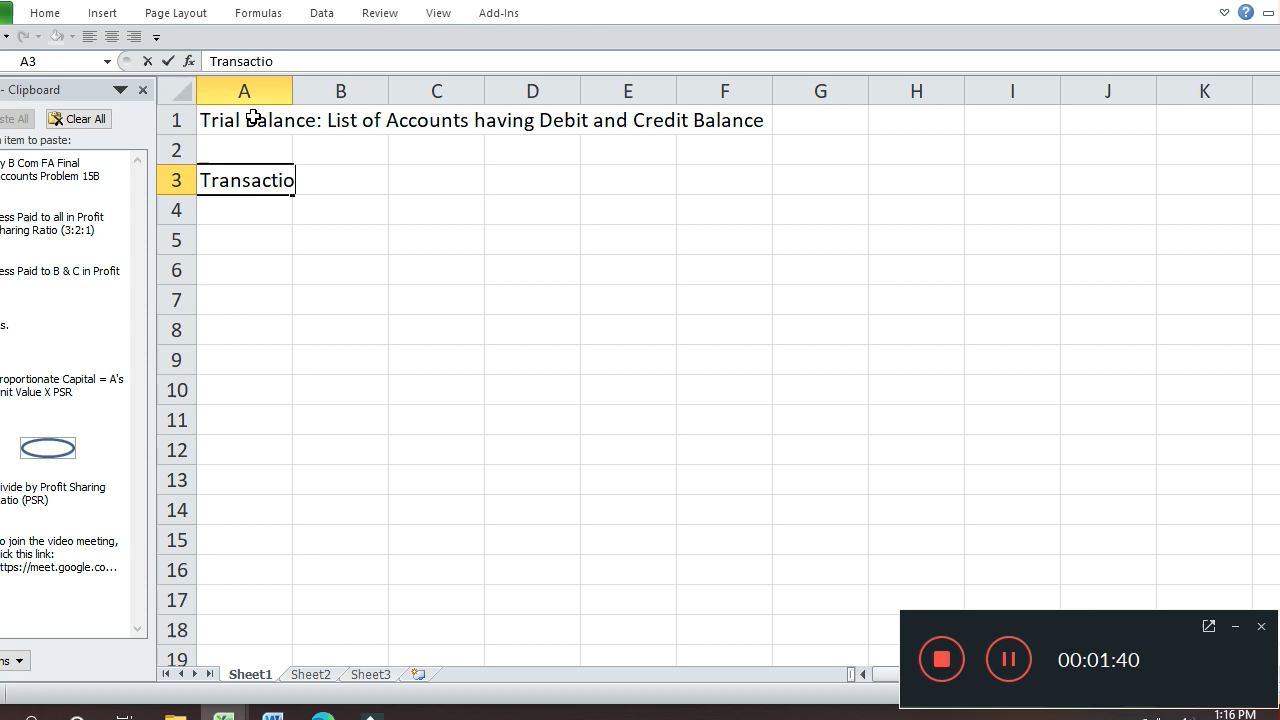 Home Insert Page Layout Formulas Data Review View Add-Ins
A3 fx Transactio
- Clipboard
Clear All
item to paste:
y B Com FA Final
ccounts Problem 15B
ess Paid to all in Profit
haring Ratio (3:2:1)
ess Paid to B & C in Profit
s.
roportionate Capital = A's
nit Value X PSR
ivide by Profit Sharing
atio (PSR)
o join the video meeting,
ick this link:
ttps://meet.google.co...
A B C D E F G H I J K
1 Trial Balance: List of Accounts having Debit and Credit Balance
2
3 Transactio
4
5
6
7
8
9
10
11
12
13
14
15
16
17
18
19
Sheet1 Sheet2 Sheet3
00:01:40
1:16 PM